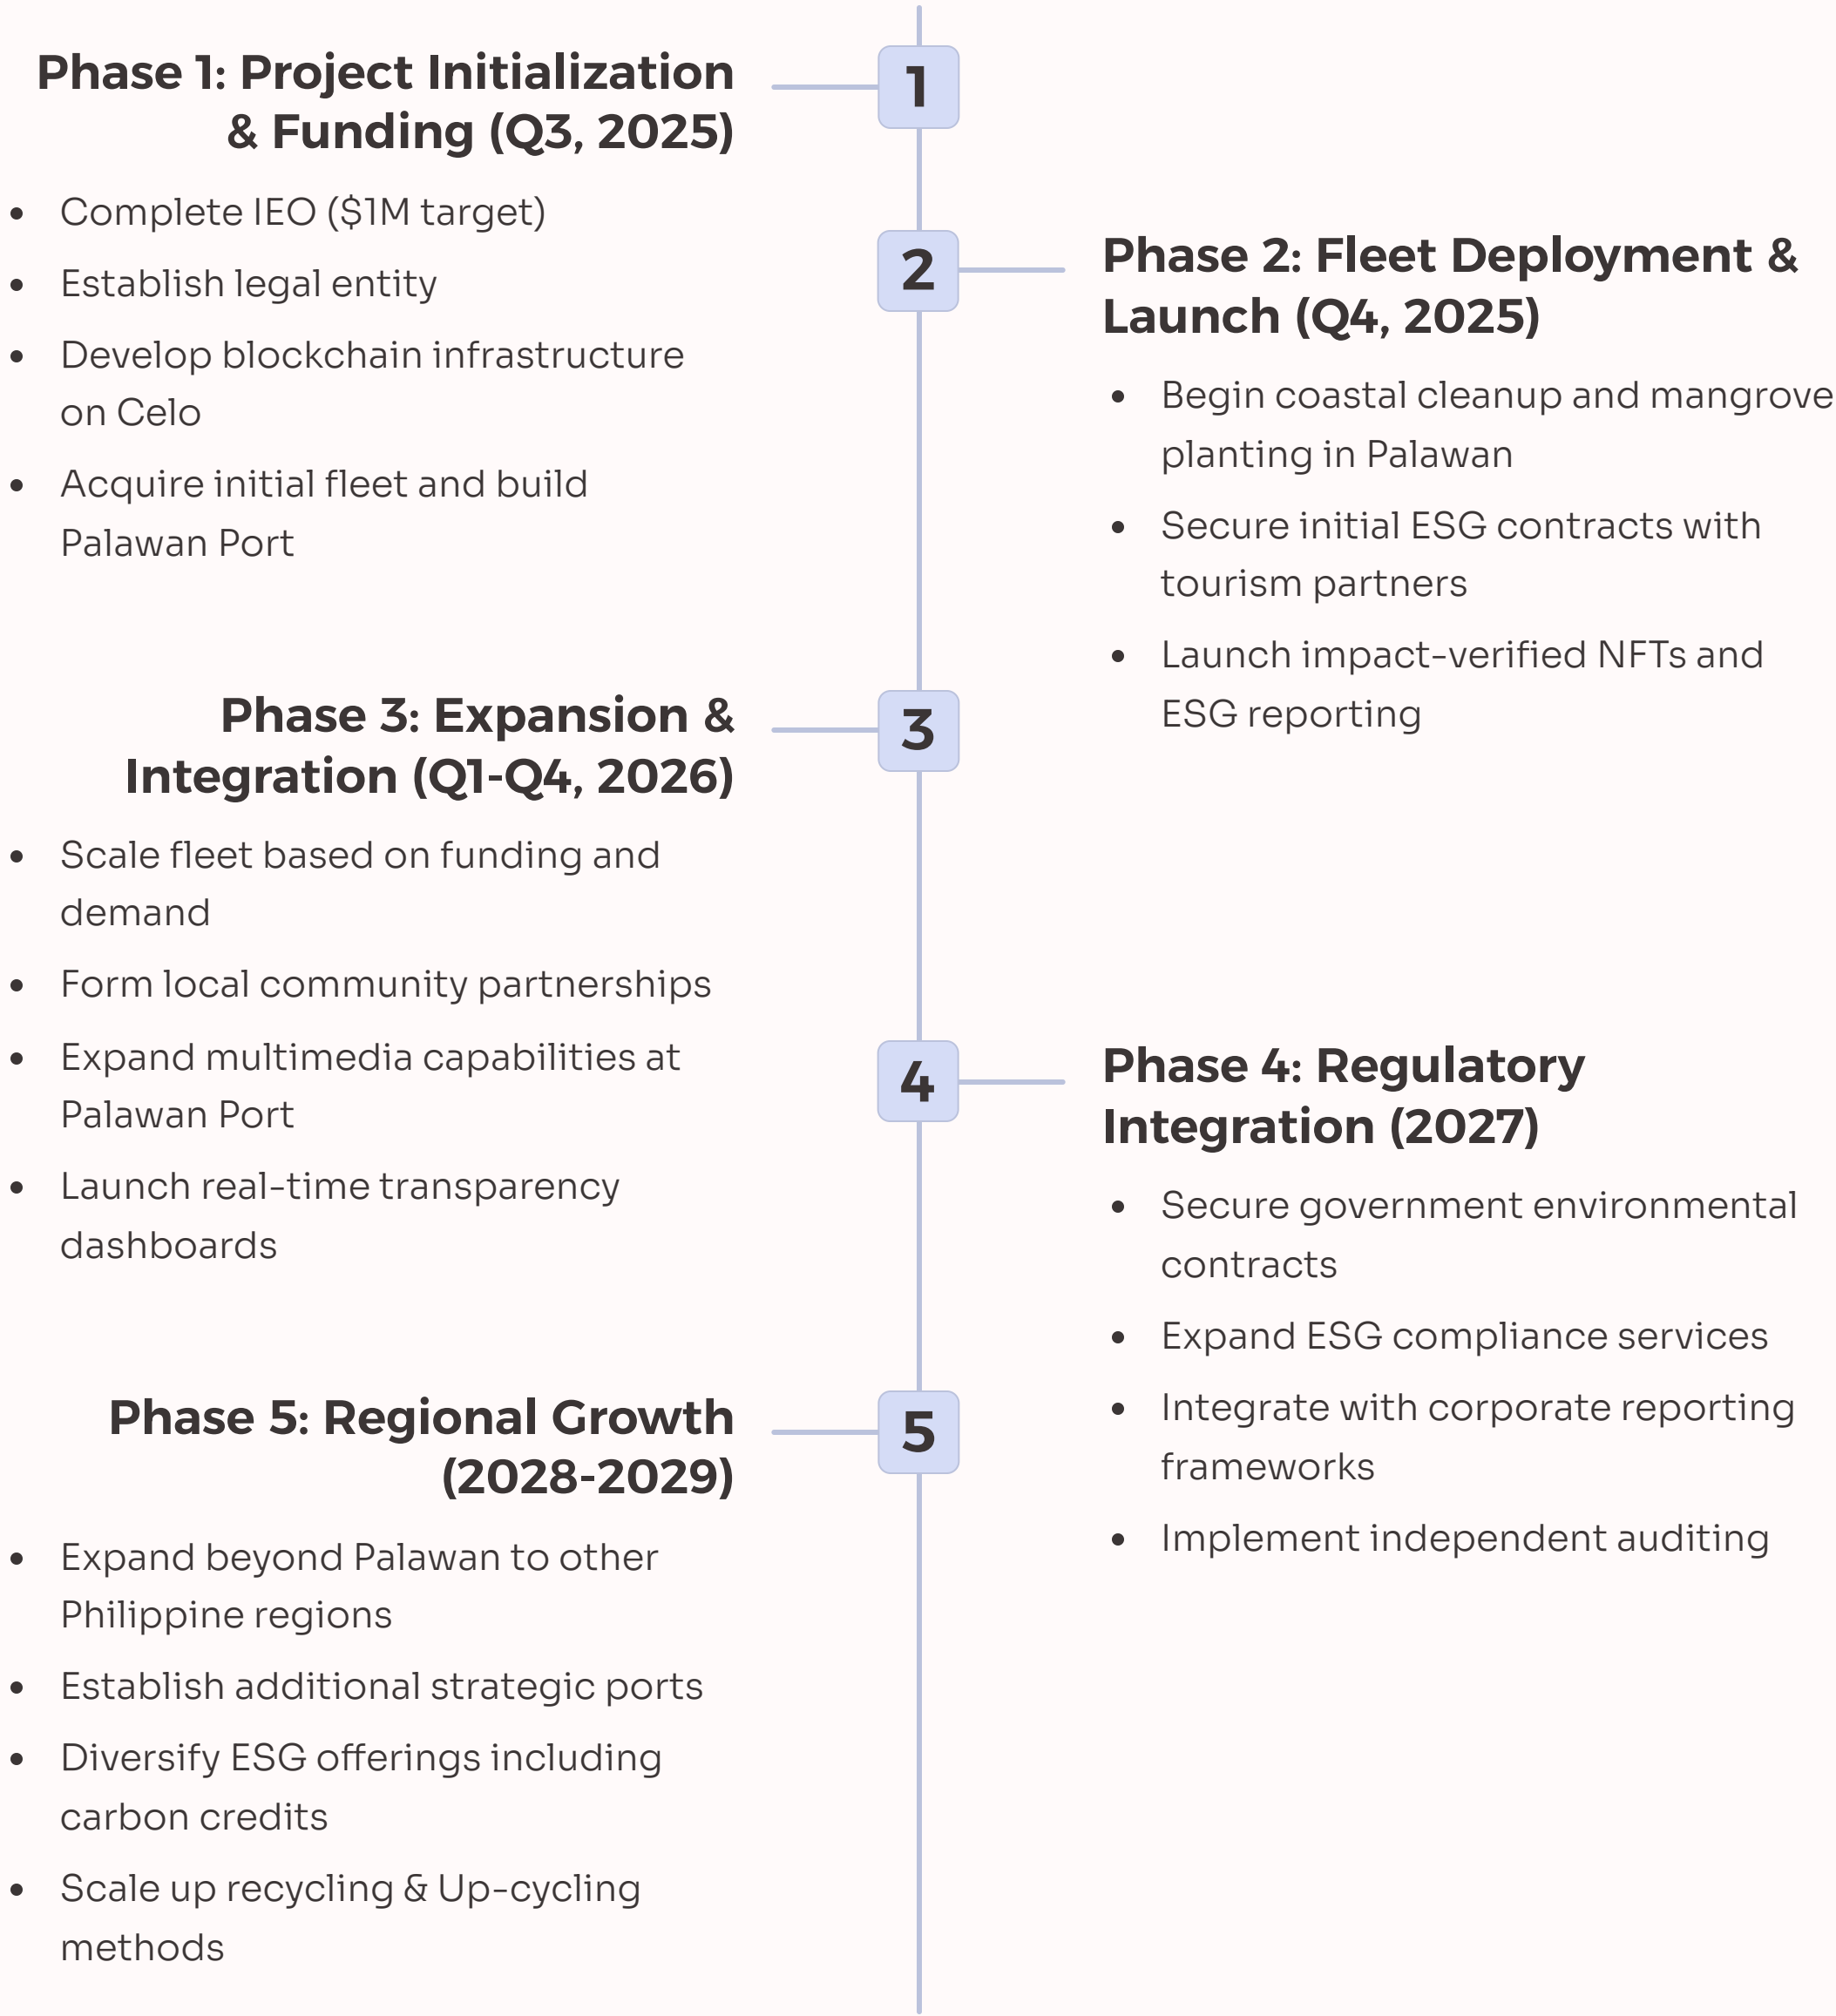 Phase 1: Project Initialization
& Funding (Q3, 2025)
1
• Complete IEO ($1M target)
• Establish legal entity
• Develop blockchain infrastructure
on Celo
• Acquire initial fleet and build
Palawan Port
2
Phase 2: Fleet Deployment &
Launch (Q4, 2025)
• Begin coastal cleanup and mangrove
planting in Palawan
• Secure initial ESG contracts with
tourism partners
• Launch impact-verified NFTs and
ESG reporting
Phase 3: Expansion &
Integration (Q1-Q4, 2026)
3
• Scale fleet based on funding and
demand
• Form local community partnerships
• Expand multimedia capabilities at
Palawan Port
• Launch real-time transparency
dashboards
4
Phase 4: Regulatory
Integration (2027)
• Secure government environmental
contracts
• Expand ESG compliance services
• Integrate with corporate reporting
frameworks
• Implement independent auditing
Phase 5: Regional Growth
(2028-2029)
5
• Expand beyond Palawan to other
Philippine regions
• Establish additional strategic ports
• Diversify ESG offerings including
carbon credits
• Scale up recycling & Up-cycling
methods